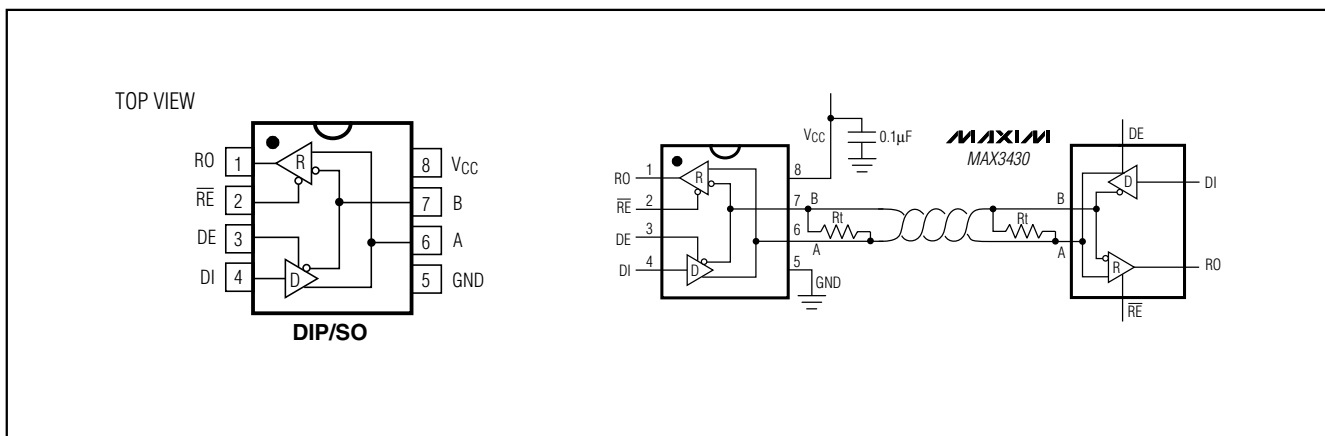 TOP VIEW
RO 1
R̅E̅ 2
DE 3
DI 4
8 VCC
7 B
6 A
5 GND
R
D
DIP/SO
RO 1
R̅E̅ 2
DE 3
DI 4
R
D
VCC
0.1µF
8
7 B
6 A
5 GND
Rt
MAXIM
MAX3430
Rt
B
A
DE
D
DI
R
RO
R̅E̅